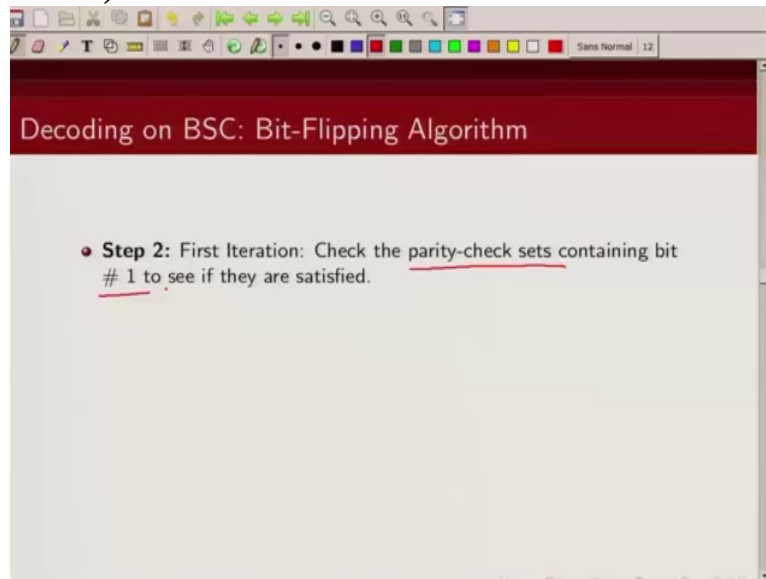 T
Sans Normal 12
Decoding on BSC: Bit-Flipping Algorithm
Step 2: First Iteration: Check the parity-check sets containing bit
# 1 to see if they are satisfied.